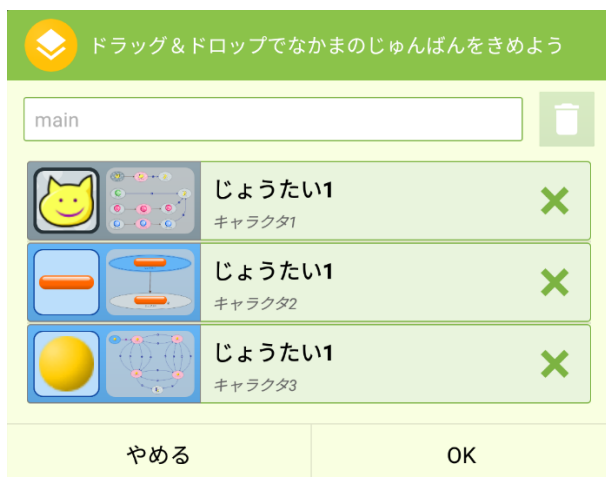 ドラッグ＆ドロップでなかまのじゅんばんをきめよう
main
じょうたい1
キャラクタ1
じょうたい1
キャラクタ2
じょうたい1
キャラクタ3
やめる
OK